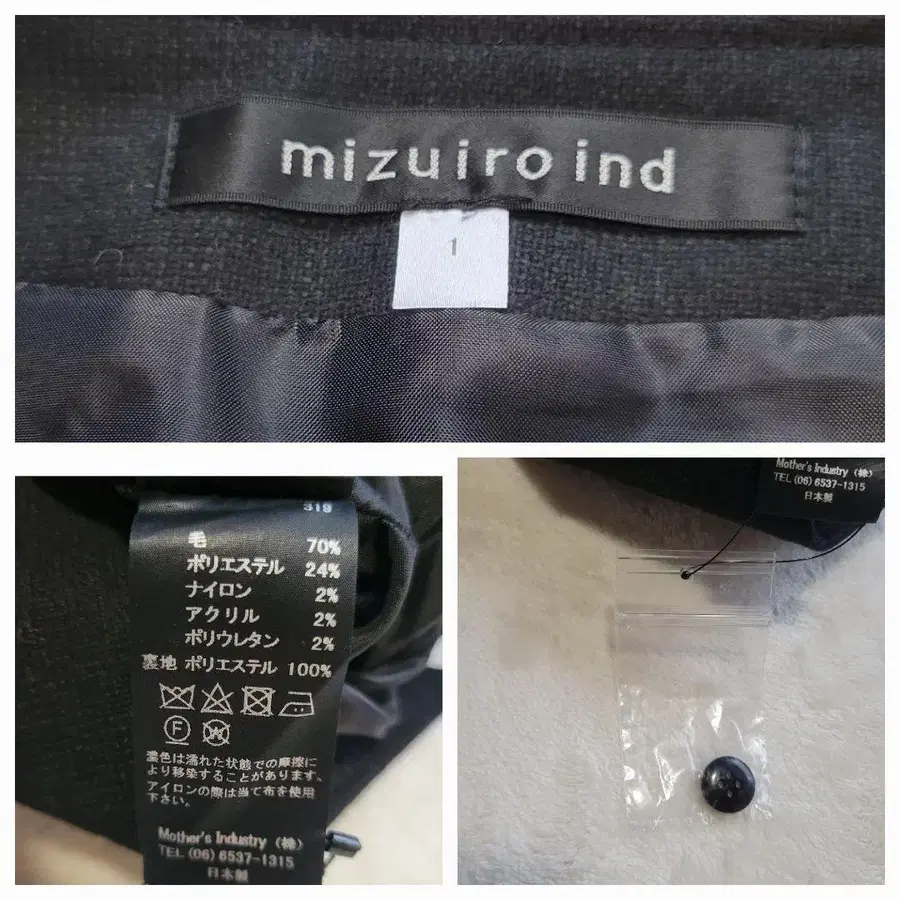 mizuiro ind
1
319
毛 70%
ポリエステル 24%
ナイロン 2%
アクリル 2%
ポリウレタン 2%
裏地 ポリエステル 100%
F
W
濃色は濡れた状態での摩擦に
より移染することがあります。
アイロンの際は当て布を使用
下さい。
Mother's Industry (株)
TEL (06) 6537-1315
日本製
Mother's Industry (株)
TEL (06) 6537-1315
日本製